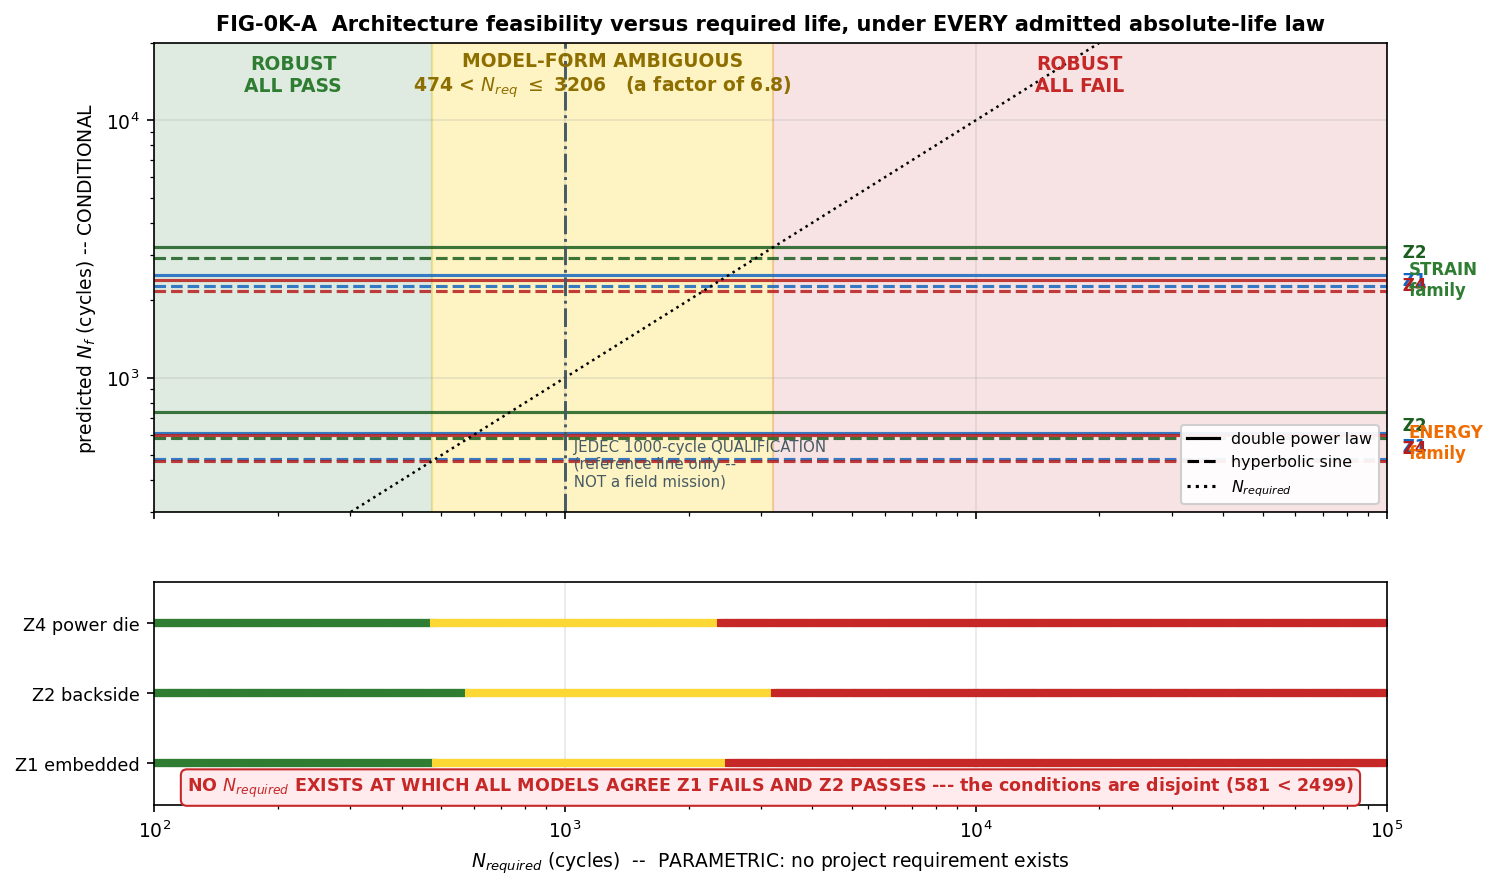 FIG-0K-A  Architecture feasibility versus required life, under EVERY admitted absolute-life law
ROBUST
ALL PASS
MODEL-FORM AMBIGUOUS
474 < N_req ≤ 3206   (a factor of 6.8)
ROBUST
ALL FAIL
predicted N_f (cycles) -- CONDITIONAL
10^4
10^3
Z2
STRAIN
family
Z4
Z2
ENERGY
family
Z4
JEDEC 1000-cycle QUALIFICATION
(reference line only --
NOT a field mission)
double power law
hyperbolic sine
N_required
Z4 power die
Z2 backside
Z1 embedded
NO N_required EXISTS AT WHICH ALL MODELS AGREE Z1 FAILS AND Z2 PASSES --- the conditions are disjoint (581 < 2499)
10^2
10^3
10^4
10^5
N_required (cycles)  --  PARAMETRIC: no project requirement exists